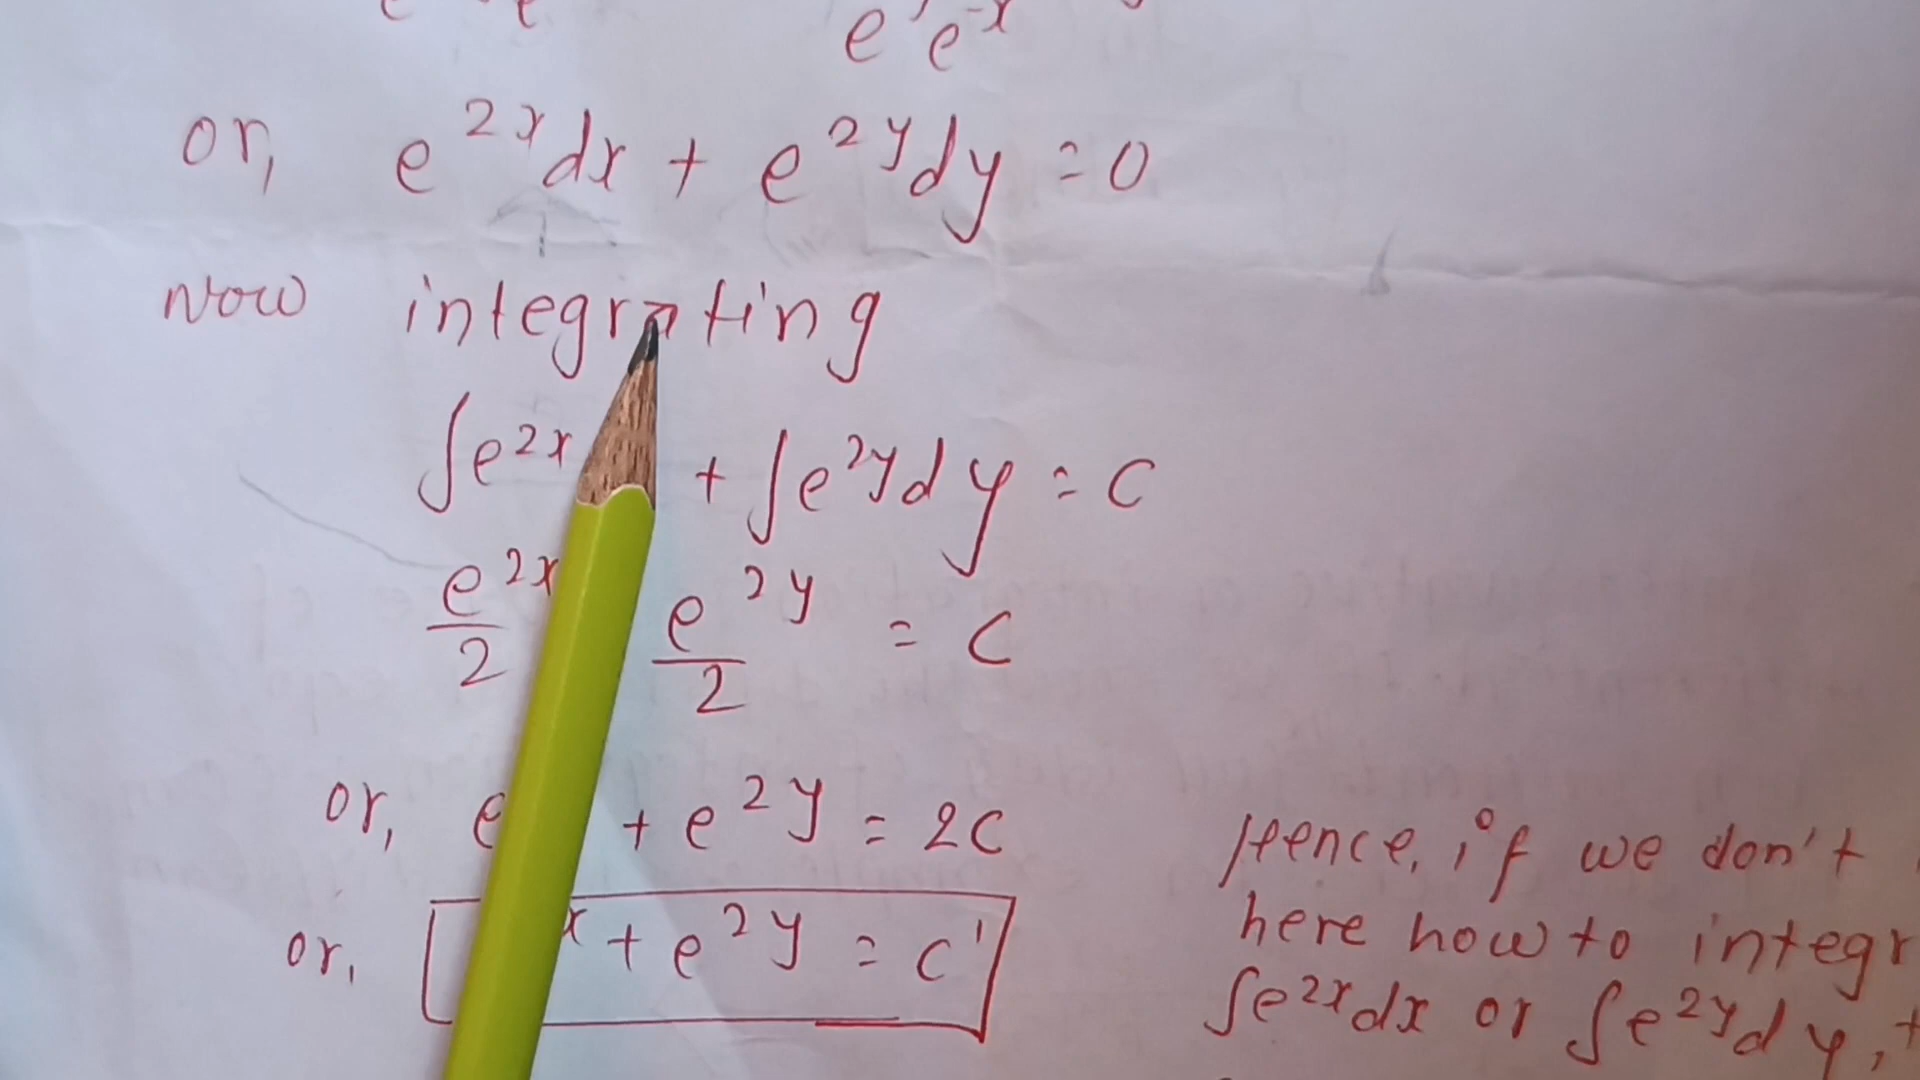 e e^-x
or, e^2x dx + e^2y dy = 0
Now integrating
∫e^2x + ∫e^2y dy = c
e^2x/2 e^2y/2 = c
or, e + e^2y = 2c
or, x + e^2y = c'
Hence, if we don't
here how to integr
∫e^2x dx or ∫e^2y dy,